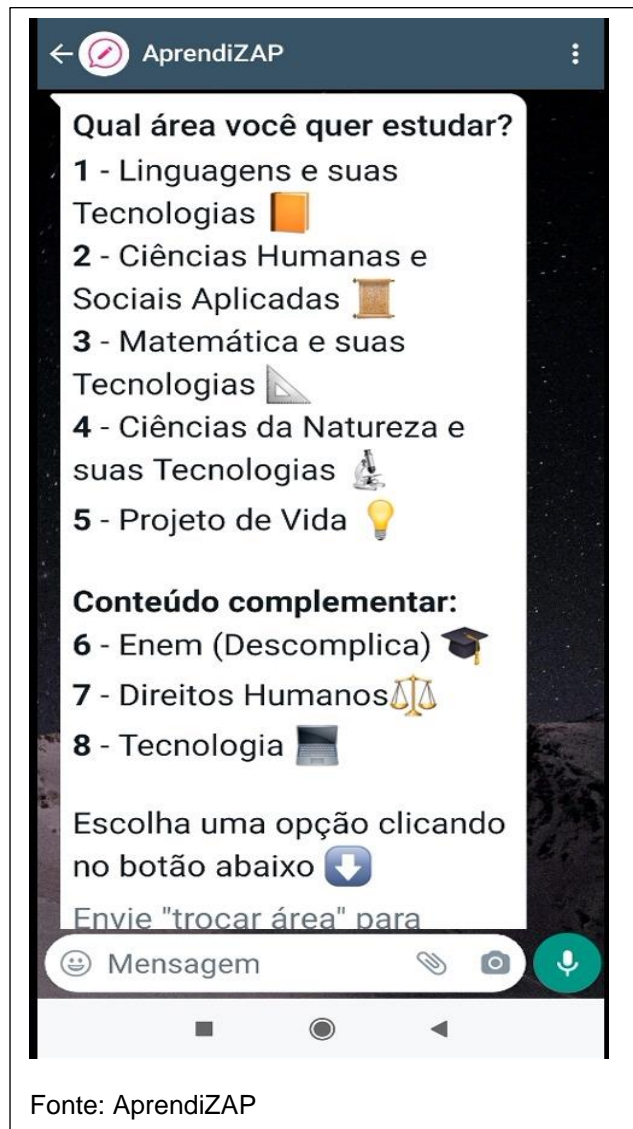 AprendiZAP
Qual área você quer estudar?
1 - Linguagens e suas
Tecnologias
2 - Ciências Humanas e
Sociais Aplicadas
3 - Matemática e suas
Tecnologias
4 - Ciências da Natureza e
suas Tecnologias
5 - Projeto de Vida
Conteúdo complementar:
6 - Enem (Descomplica)
7 - Direitos Humanos
8 - Tecnologia
Escolha uma opção clicando
no botão abaixo
Envie "trocar área" para
Mensagem
Fonte: AprendiZAP